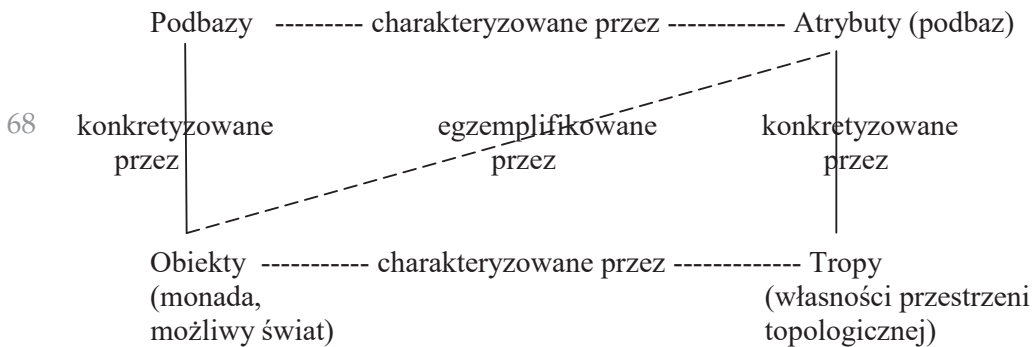 Podbazy ----------- charakteryzowane przez ----------- Atrybuty (podbaz)
68 konkretyzowane egzemplifikowane konkretyzowane
przez przez przez
Obiekty ----------- charakteryzowane przez ------------- Tropy
(monada, (własności przestrzeni
możliwy świat) topologicznej)